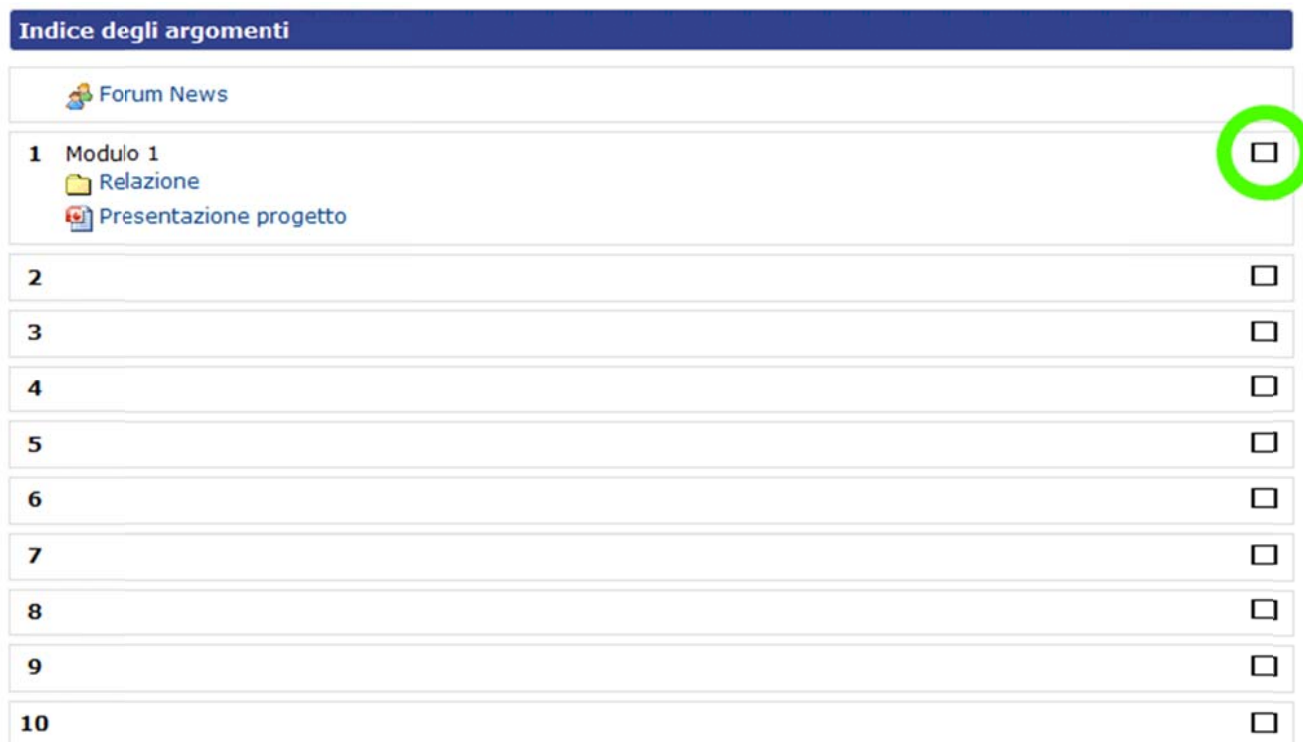 Indice degli argomenti
Forum News
1 Modulo 1
Relazione
Presentazione progetto
2
3
4
5
6
7
8
9
10